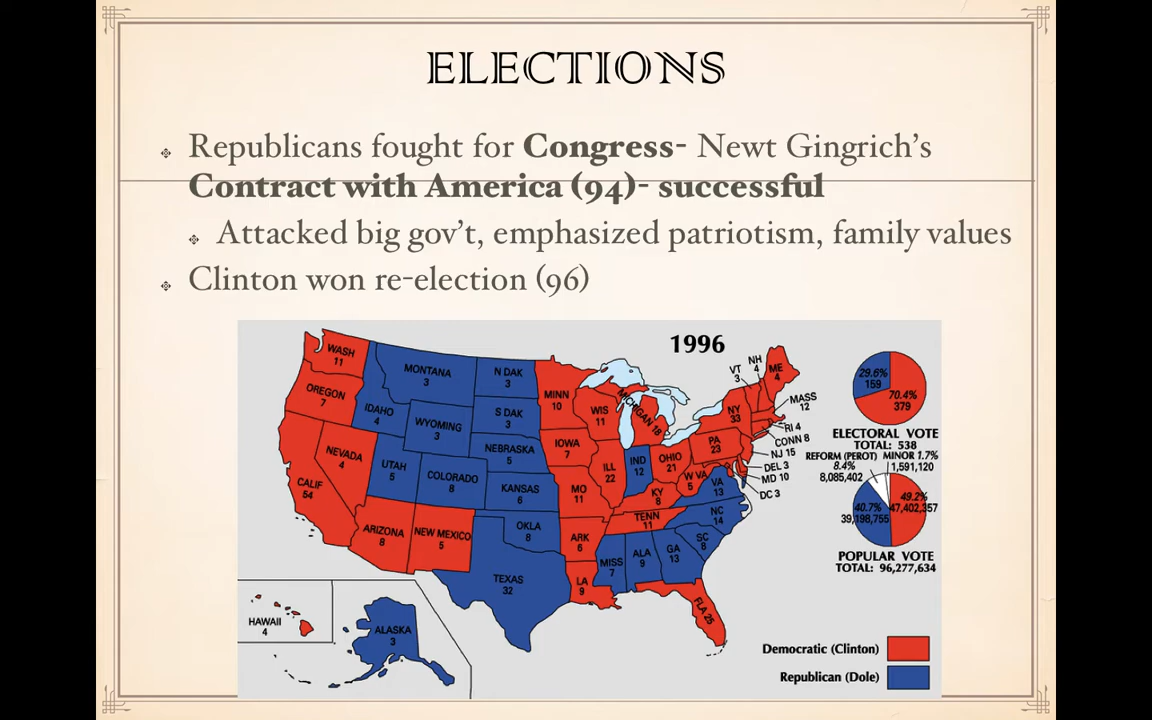 ELECTIONS
Republicans fought for Congress- Newt Gingrich's
Contract with America (94)- successful
Attacked big gov't, emphasized patriotism, family values
Clinton won re-election (96)
1996
WASH
11
OREGON
7
CALIF
54
NEVADA
4
IDAHO
4
MONTANA
3
WYOMING
3
UTAH
5
COLORADO
8
ARIZONA
8
NEW MEXICO
5
N DAK
3
S DAK
3
NEBRASKA
5
KANSAS
6
OKLA
8
TEXAS
32
MINN
10
IOWA
7
MO
11
ARK
6
LA
9
WIS
11
ILL
22
MICHIGAN 18
IND
12
OHIO
21
KY
8
TENN
11
MISS
7
ALA
9
GA
13
FLA 25
SC
8
NC
14
VA
13
W VA
5
PA
23
NY
33
VT
3
NH
4
ME
4
MASS
12
RI 4
CONN 8
NJ 15
DEL 3
MD 10
DC 3
HAWAII
4
ALASKA
3
29.6%
159
70.4%
379
ELECTORAL VOTE
TOTAL: 538
REFORM (PEROT)
8.4%
8,085,402
MINOR 1.7%
1,591,120
49.2%
47,402,357
40.7%
39,198,755
POPULAR VOTE
TOTAL: 96,277,634
Democratic (Clinton)
Republican (Dole)